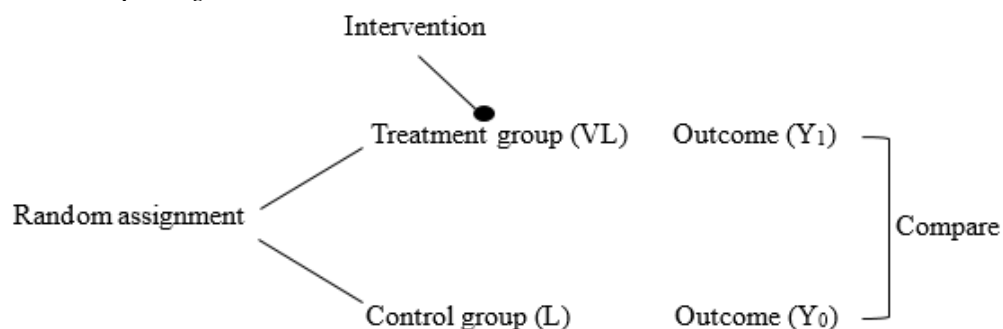 Intervention
Treatment group (VL) Outcome (Y₁)
Random assignment
Compare
Control group (L) Outcome (Y₀)